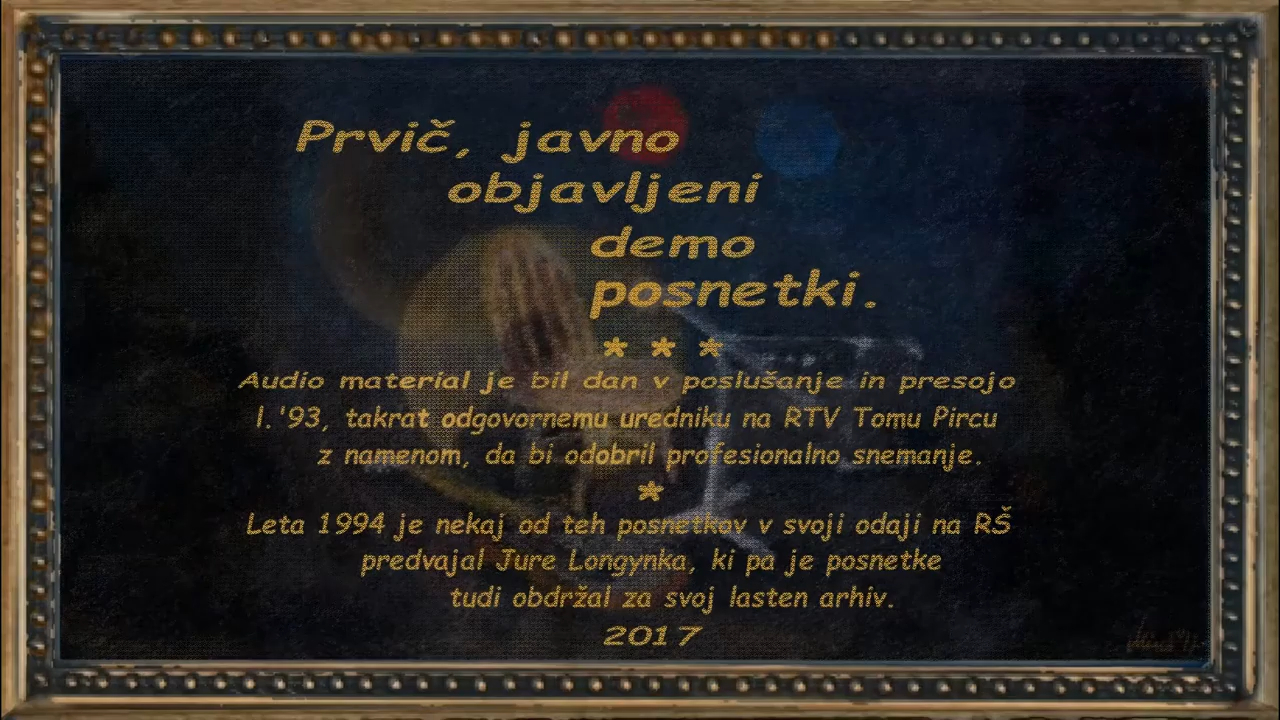 Prvič, javno
objavljeni
demo
posnetki.
* * *
Audio material je bil dan v poslušanje in presojo
l.'93, takrat odgovornemu uredniku na RTV Tomu Pircu
z namenom, da bi odobril profesionalno snemanje.
*
Leta 1994 je nekaj od teh posnetkov v svoji odaji na RŠ
predvajal Jure Longynka, ki pa je posnetke
tudi obdržal za svoj lasten arhiv.
2017